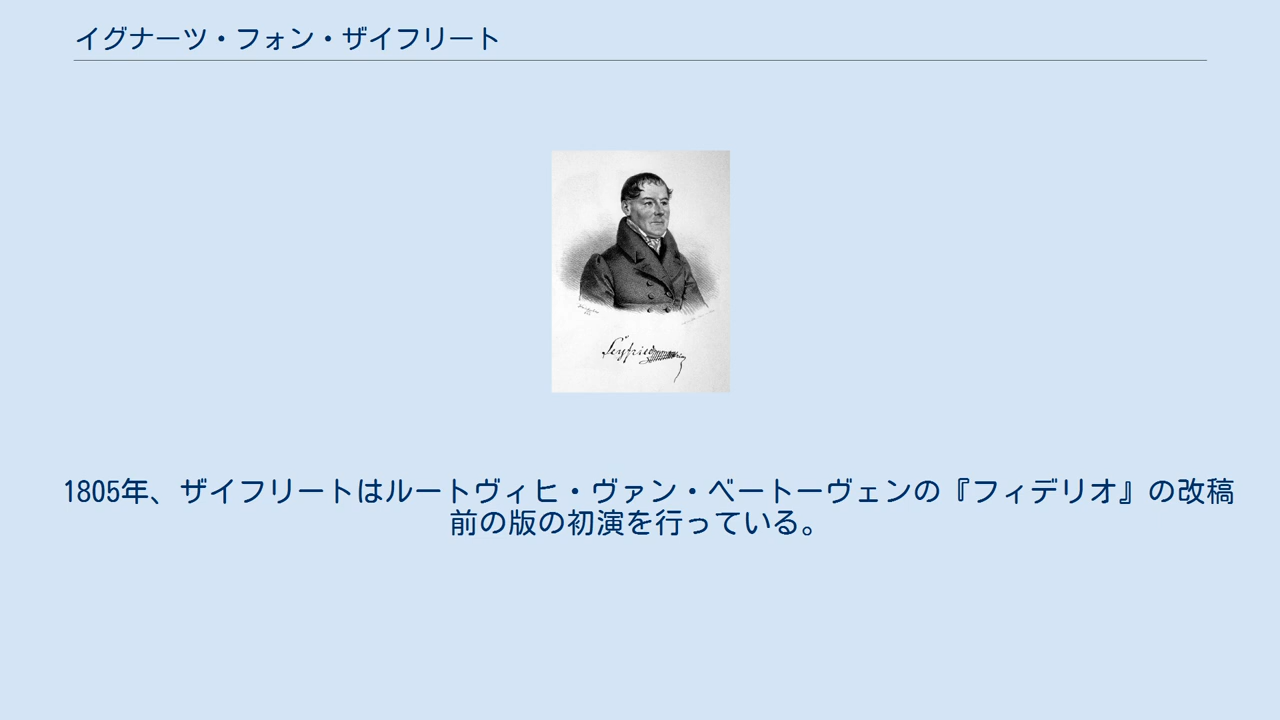 イグナーツ・フォン・ザイフリート
Seyfried
1805年、ザイフリートはルートヴィヒ・ヴァン・ベートーヴェンの『フィデリオ』の改稿
前の版の初演を行っている。